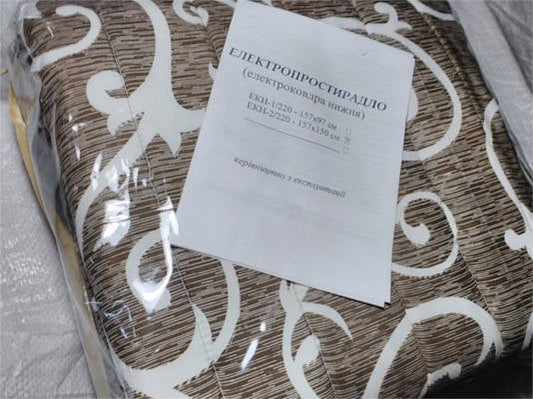 ЕЛЕКТРОПРОСТИРАДЛО
(електроковдра нижня)
ЕКН-1/220 - 157х97 см
ЕКН-2/220 - 157х150 см
керівництво з експлуатації